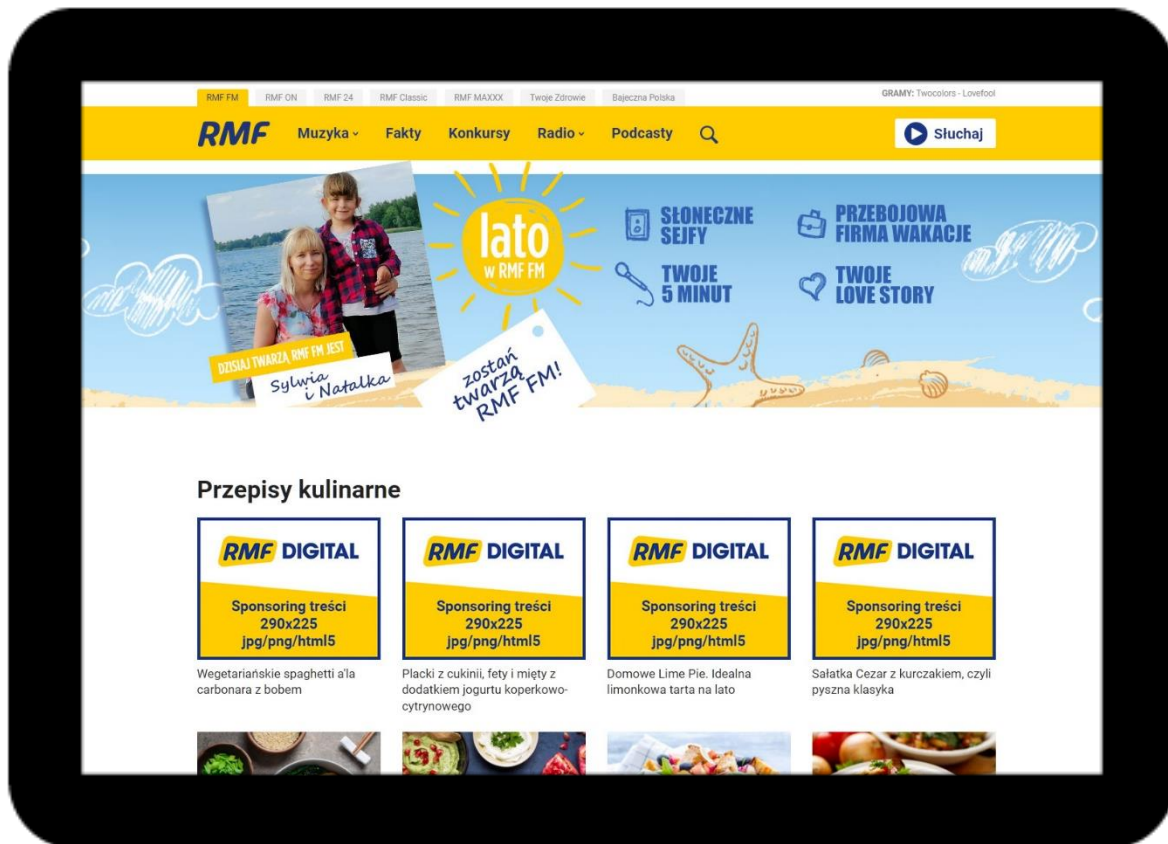 RMF FM RMF ON RMF 24 RMF Classic RMF MAXXX Twoje Zdrowie Bajeczna Polska
GRAMY: Twocolors - Lovefool
RMF Muzyka Fakty Konkursy Radio Podcasty Słuchaj
DZISIAJ TWARZĄ RMF FM JEST
Sylwia
i Natalka
lato
w RMF FM
zostań
twarzą
RMF FM!
SŁONECZNE
SEJFY
PRZEBOJOWA
FIRMA WAKACJE
TWOJE
5 MINUT
TWOJE
LOVE STORY
Przepisy kulinarne
RMF DIGITAL
Sponsoring treści
290x225
jpg/png/html5
Wegetariańskie spaghetti a'la
carbonara z bobem
RMF DIGITAL
Sponsoring treści
290x225
jpg/png/html5
Placki z cukinii, fety i mięty z
dodatkiem jogurtu koperkowo-
cytrynowego
RMF DIGITAL
Sponsoring treści
290x225
jpg/png/html5
Domowe Lime Pie. Idealna
limonkowa tarta na lato
RMF DIGITAL
Sponsoring treści
290x225
jpg/png/html5
Sałatka Cezar z kurczakiem, czyli
pyszna klasyka